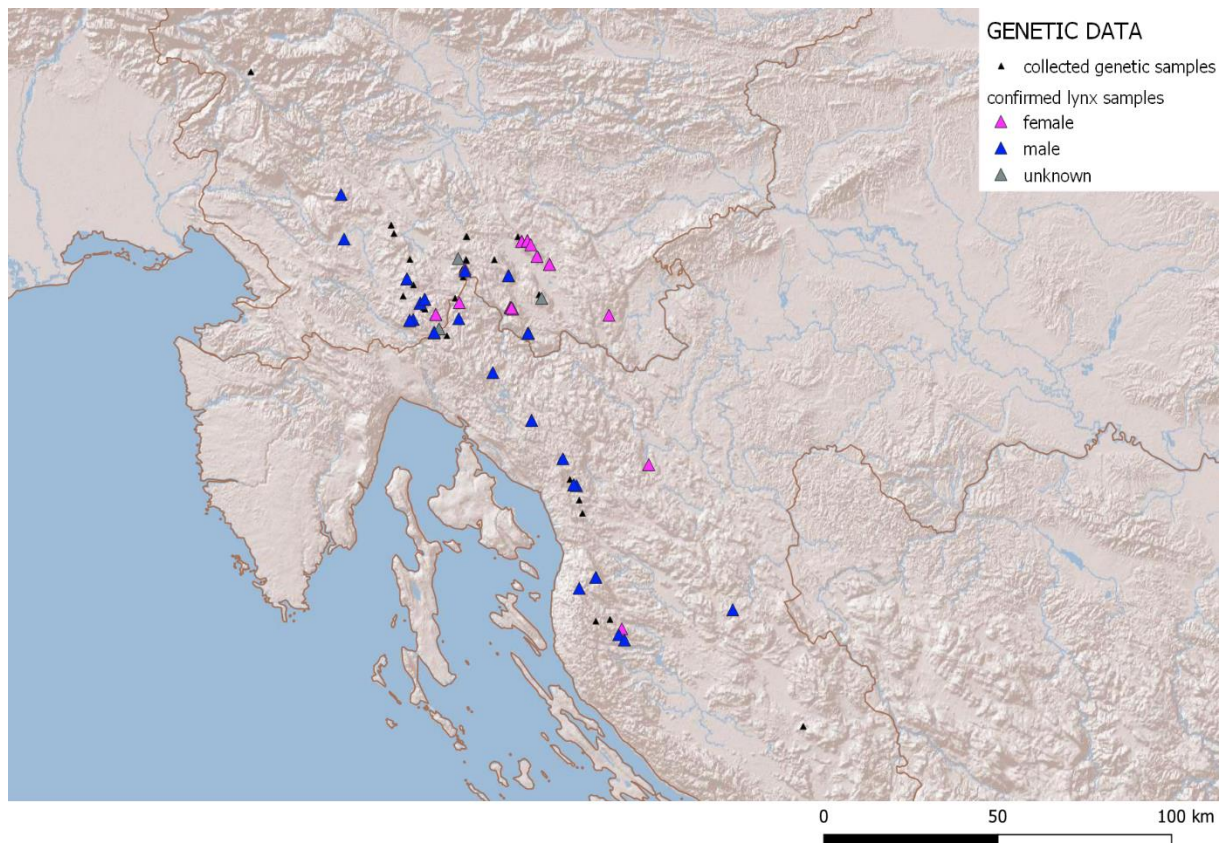 GENETIC DATA
collected genetic samples
confirmed lynx samples
female
male
unknown
0 50 100 km